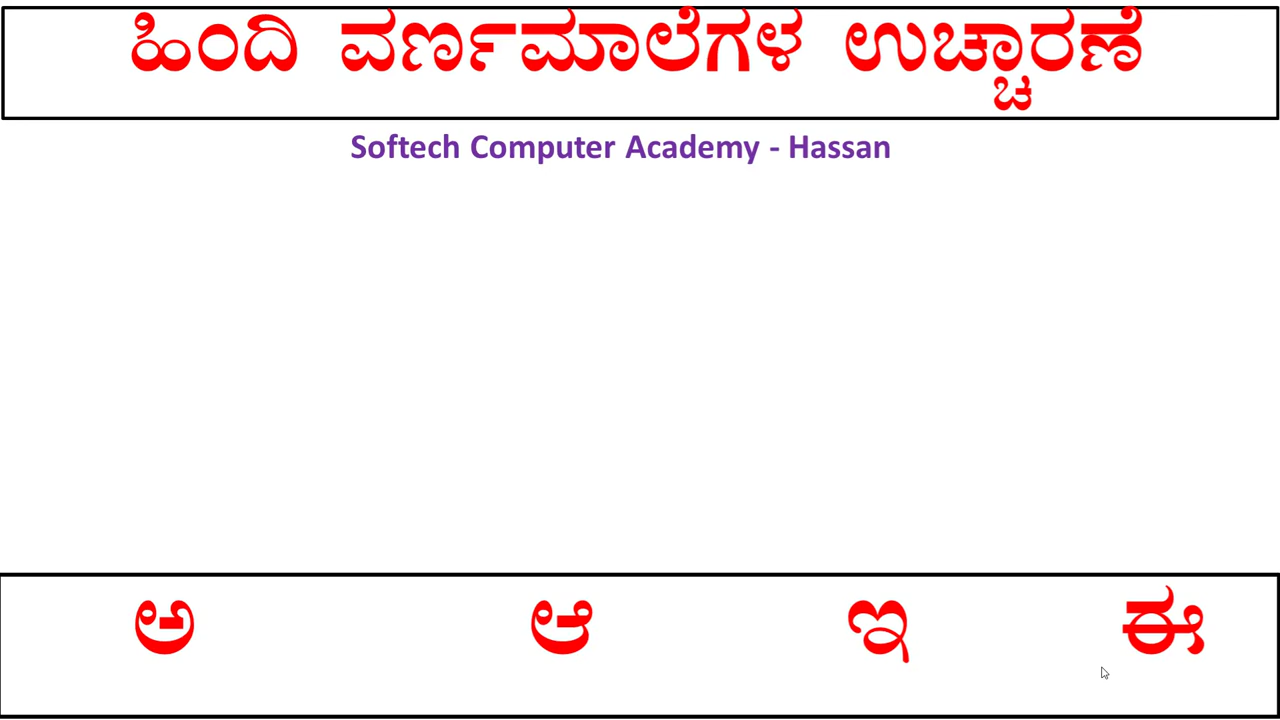 ಹಿಂದಿ ವರ್ಣಮಾಲೆಗಳ ಉಚ್ಚಾರಣೆ
Softech Computer Academy - Hassan
ಅ ಆ ಇ ಈ